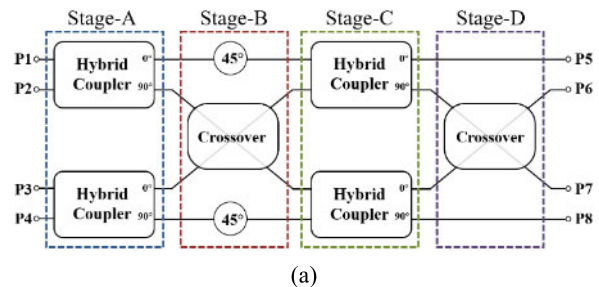 Stage-A Stage-B Stage-C Stage-D
P1 0° 45° 0° P5
Hybrid Coupler 90° Hybrid Coupler 90°
P2 P6
Crossover Crossover
P3 0° 0° P7
Hybrid Coupler 90° Hybrid Coupler 90°
P4 45° P8
(a)